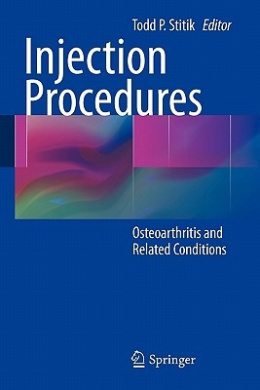 Todd P. Stitik Editor
Injection
Procedures
Osteoarthritis and
Related Conditions
Springer